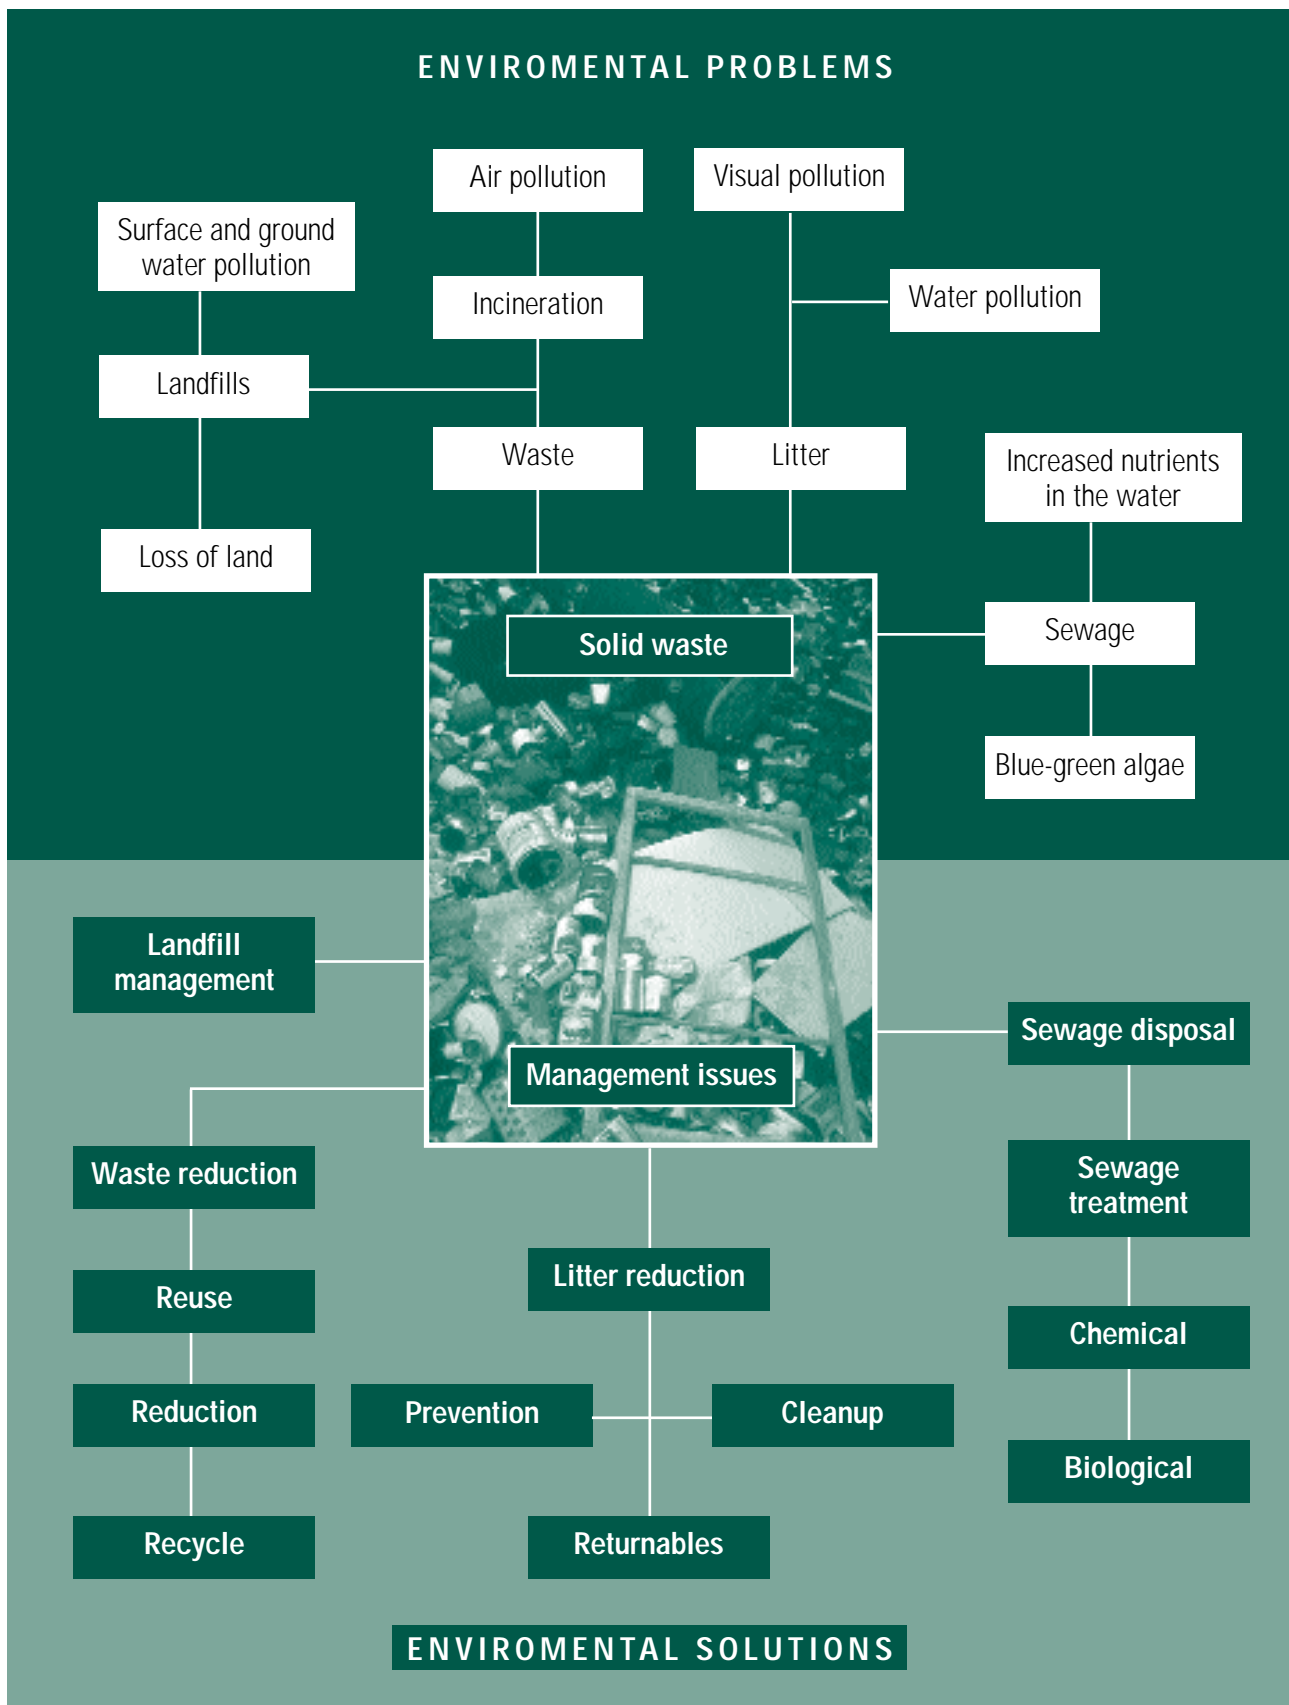 ENVIROMENTAL PROBLEMS
Air pollution
Visual pollution
Surface and ground
water pollution
Incineration
Water pollution
Landfills
Waste
Litter
Increased nutrients
in the water
Loss of land
Solid waste
Sewage
Blue-green algae
Landfill
management
Sewage disposal
Management issues
Waste reduction
Sewage
treatment
Litter reduction
Reuse
Chemical
Reduction
Prevention
Cleanup
Biological
Recycle
Returnables
ENVIROMENTAL SOLUTIONS